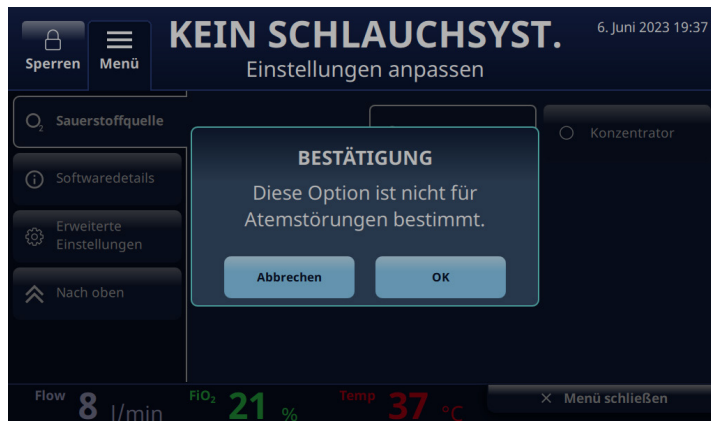 Sperren
Menü
KEIN SCHLAUCHSYST.
Einstellungen anpassen
6. Juni 2023 19:37
O₂ Sauerstoffquelle
Softwaredetails
Erweiterte
Einstellungen
Nach oben
Konzentrator
BESTÄTIGUNG
Diese Option ist nicht für
Atemstörungen bestimmt.
Abbrechen
OK
Flow 8 l/min
FiO₂ 21 %
Temp 37 °C
Menü schließen